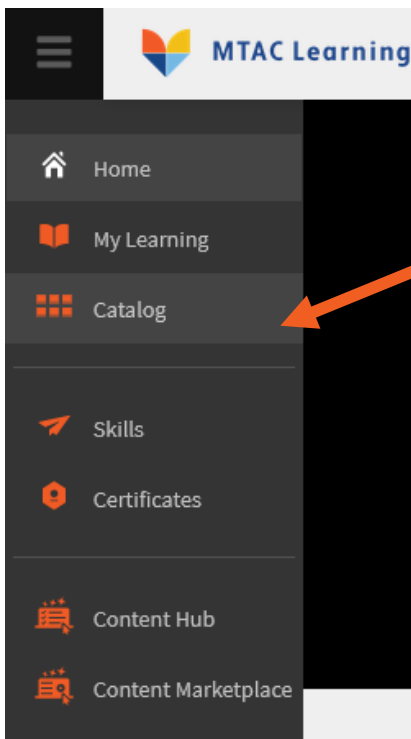 MTAC Learning
Home
My Learning
Catalog
Skills
Certificates
Content Hub
Content Marketplace